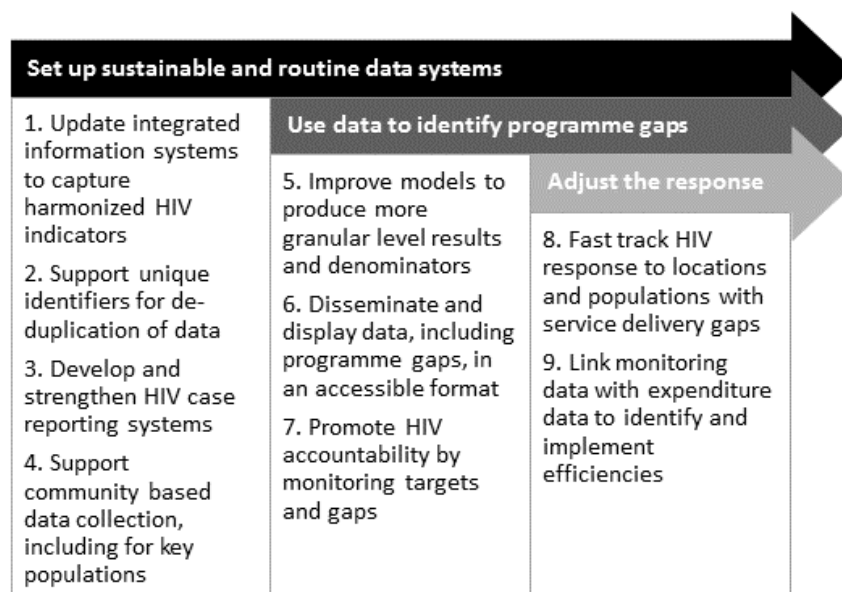 Set up sustainable and routine data systems
1. Update integrated
information systems
to capture
harmonized HIV
indicators
2. Support unique
identifiers for de-
duplication of data
3. Develop and
strengthen HIV case
reporting systems
4. Support
community based
data collection,
including for key
populations
Use data to identify programme gaps
5. Improve models to
produce more
granular level results
and denominators
6. Disseminate and
display data, including
programme gaps, in
an accessible format
7. Promote HIV
accountability by
monitoring targets
and gaps
Adjust the response
8. Fast track HIV
response to locations
and populations with
service delivery gaps
9. Link monitoring
data with expenditure
data to identify and
implement
efficiencies